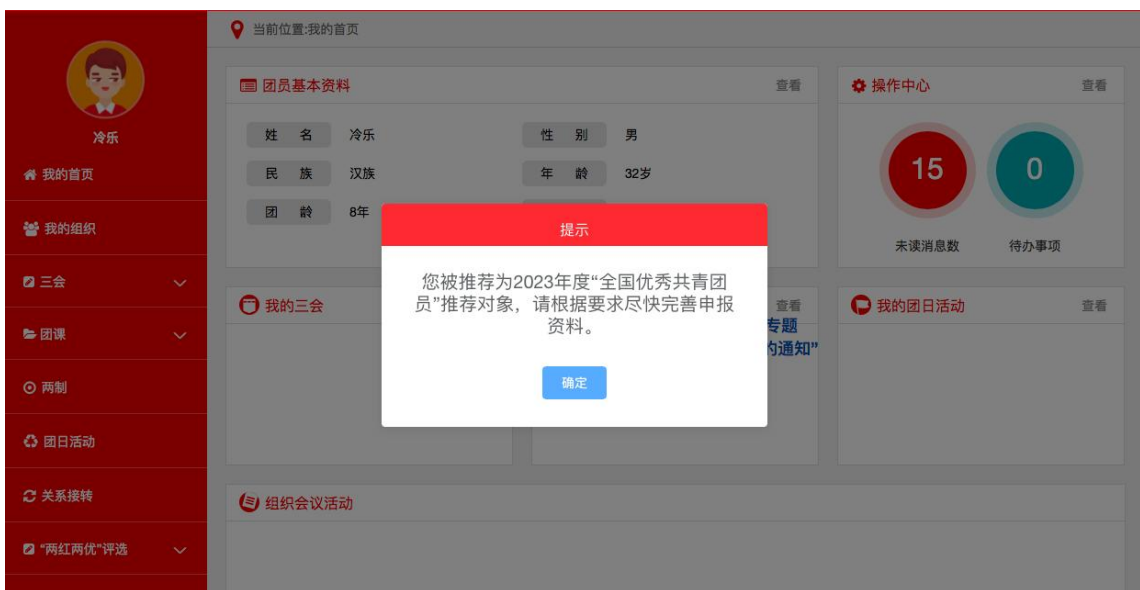 当前位置:我的首页
冷乐
我的首页
我的组织
三会
团课
两制
团日活动
关系接转
“两红两优”评选
团员基本资料
查看
姓 名 冷乐
性 别 男
民 族 汉族
年 龄 32岁
团 龄 8年
操作中心
查看
15
0
未读消息数
待办事项
提示
您被推荐为2023年度“全国优秀共青团
员”推荐对象，请根据要求尽快完善申报
资料。
确定
我的三会
查看
专题
的通知”
我的团日活动
查看
组织会议活动